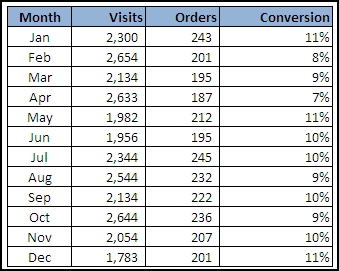 Month Visits Orders Conversion
Jan 2,300 243 11%
Feb 2,654 201 8%
Mar 2,134 195 9%
Apr 2,633 187 7%
May 1,982 212 11%
Jun 1,956 195 10%
Jul 2,344 245 10%
Aug 2,544 232 9%
Sep 2,134 222 10%
Oct 2,644 236 9%
Nov 2,054 207 10%
Dec 1,783 201 11%